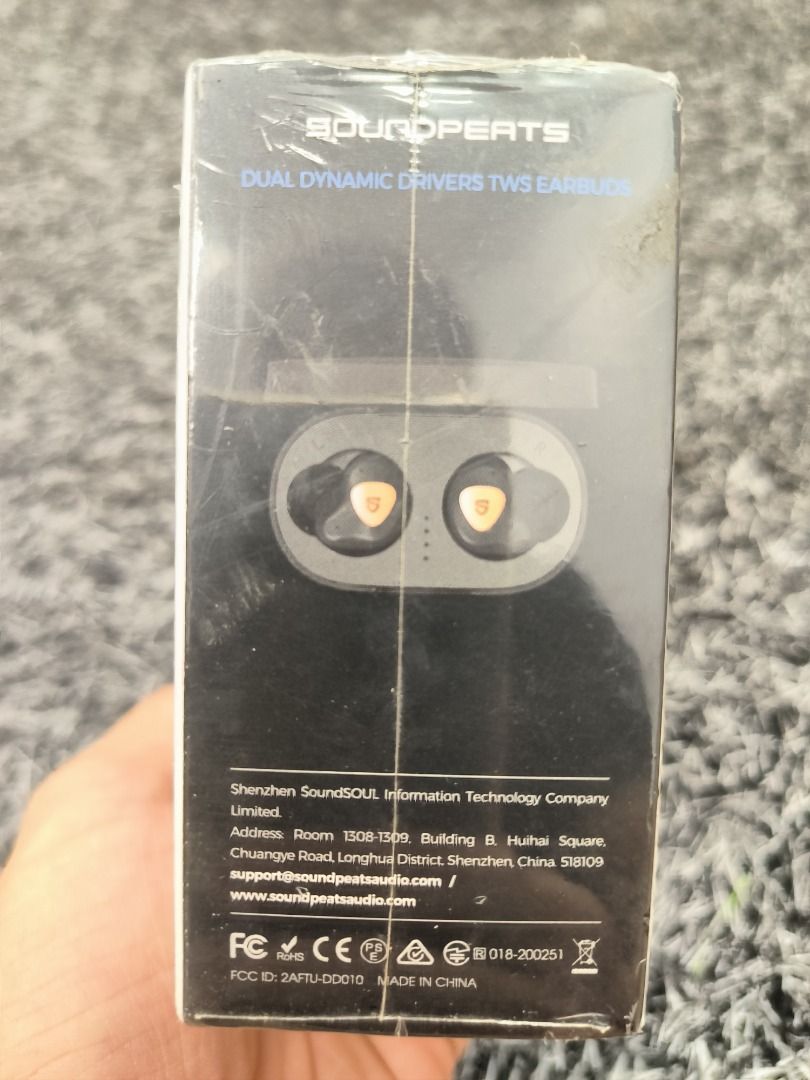 SOUNDPEATS
DUAL DYNAMIC DRIVERS TWS EARBUDS
L R
S S
Shenzhen SoundSOUL Information Technology Company
Limited.
Address: Room 1308-1309, Building B, Huihai Square,
Chuangye Road, Longhua District, Shenzhen, China. 518109
support@soundpeatsaudio.com /
www.soundpeatsaudio.com
FC RoHS CE PSE R 018-200251
FCC ID: 2AFTU-DD010 MADE IN CHINA